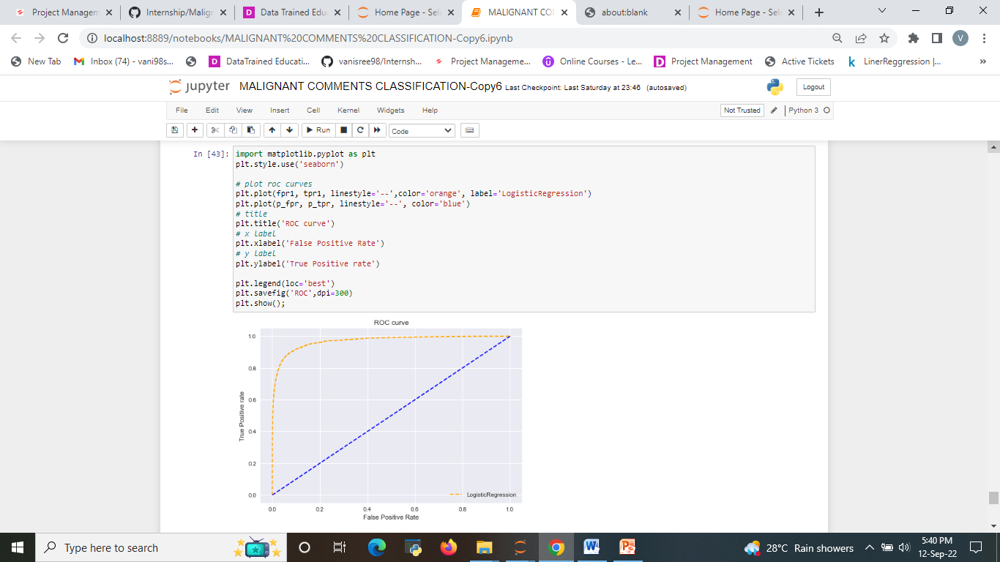 Project Managem
Internship/Malign
Data Trained Edu
Home Page - Sel
MALIGNANT CO
about:blank
Home Page - Sel
localhost:8889/notebooks/MALIGNANT%20COMMENTS%20CLASSIFICATION-Copy6.ipynb
V
New Tab
Inbox (74) - vani98s...
DataTrained Educati...
vanisree98/Internsh...
Project Manageme...
Online Courses - Le...
Project Management
Active Tickets
LinerReggression |...
»
jupyter MALIGNANT COMMENTS CLASSIFICATION-Copy6 Last Checkpoint: Last Saturday at 23:46 (autosaved)
Logout
File Edit View Insert Cell Kernel Widgets Help
Not Trusted
Python 3
Run
Code
In [43]:
import matplotlib.pyplot as plt
plt.style.use('seaborn')
# plot roc curves
plt.plot(fpr1, tpr1, linestyle='--',color='orange', label='LogisticRegression')
plt.plot(p_fpr, p_tpr, linestyle='--', color='blue')
# title
plt.title('ROC curve')
# x label
plt.xlabel('False Positive Rate')
# y label
plt.ylabel('True Positive rate')
plt.legend(loc='best')
plt.savefig('ROC',dpi=300)
plt.show();
ROC curve
1.0
0.8
0.6
0.4
0.2
0.0
True Positive rate
LogisticRegression
0.0 0.2 0.4 0.6 0.8 1.0
False Positive Rate
Type here to search
28°C Rain showers
5:40 PM
12-Sep-22